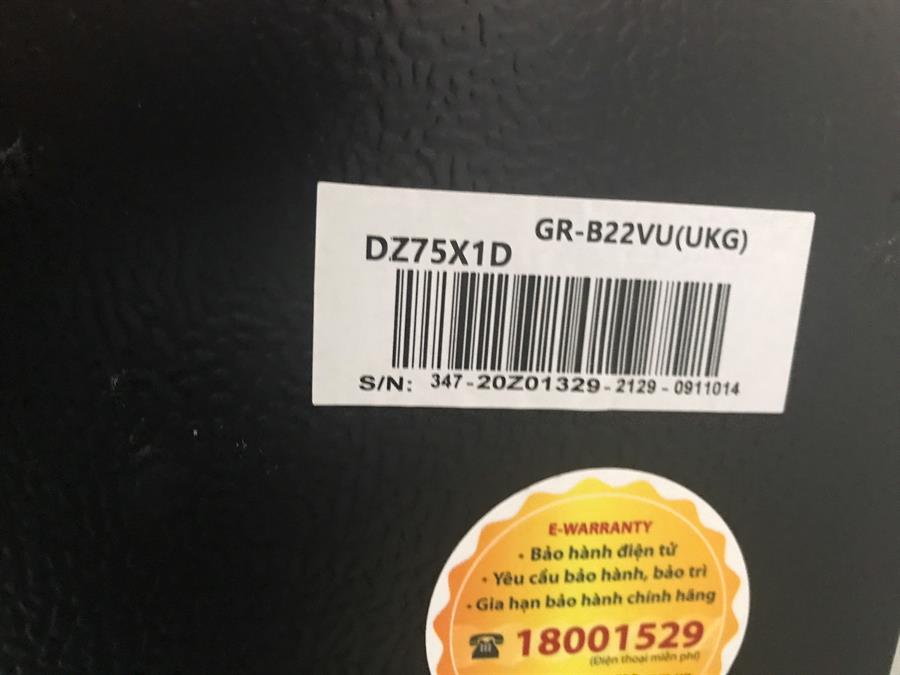 GR-B22VU(UKG)
DZ75X1D
S/N: 347-20Z01329-2129-0911014
E-WARRANTY
• Bảo hành điện tử
• Yêu cầu bảo hành, bảo trì
• Gia hạn bảo hành chính hãng
18001529
(Điện thoại miễn phí)